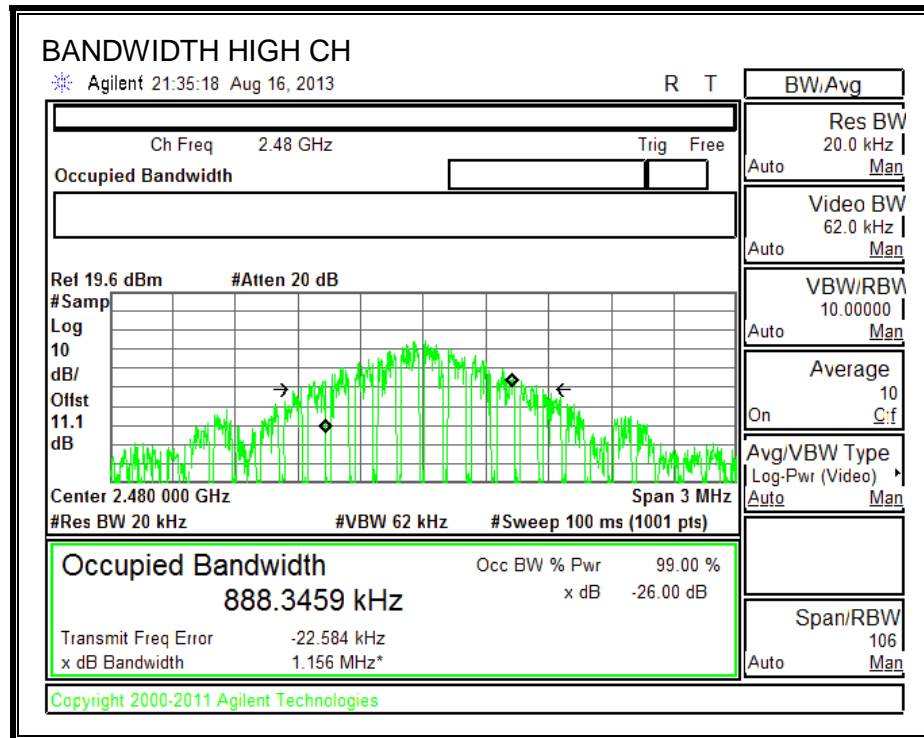 BANDWIDTH HIGH CH
Agilent 21:35:18 Aug 16, 2013 R T
Ch Freq 2.48 GHz Trig Free
Occupied Bandwidth
Ref 19.6 dBm #Atten 20 dB
#Samp
Log
10
dB/
Offst
11.1
dB
Center 2.480 000 GHz Span 3 MHz
#Res BW 20 kHz #VBW 62 kHz #Sweep 100 ms (1001 pts)
Occupied Bandwidth
888.3459 kHz
Occ BW % Pwr 99.00 %
x dB -26.00 dB
Transmit Freq Error -22.584 kHz
x dB Bandwidth 1.156 MHz*
Copyright 2000-2011 Agilent Technologies
BW/Avg
Res BW
20.0 kHz
Auto Man
Video BW
62.0 kHz
Auto Man
VBW/RBW
10.00000
Auto Man
Average
10
On
Avg/VBW Type
Log-Pwr (Video)
Auto Man
Span/RBW
106
Auto Man